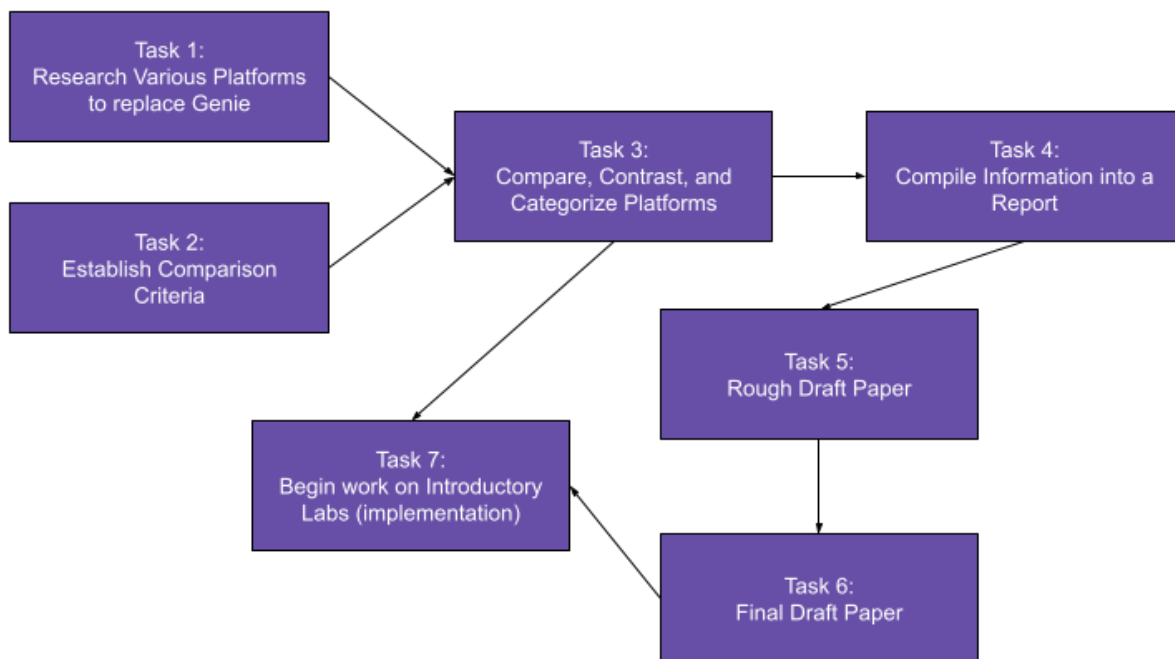 Task 1:
Research Various Platforms
to replace Genie
Task 2:
Establish Comparison
Criteria
Task 3:
Compare, Contrast, and
Categorize Platforms
Task 4:
Compile Information into a
Report
Task 5:
Rough Draft Paper
Task 6:
Final Draft Paper
Task 7:
Begin work on Introductory
Labs (implementation)